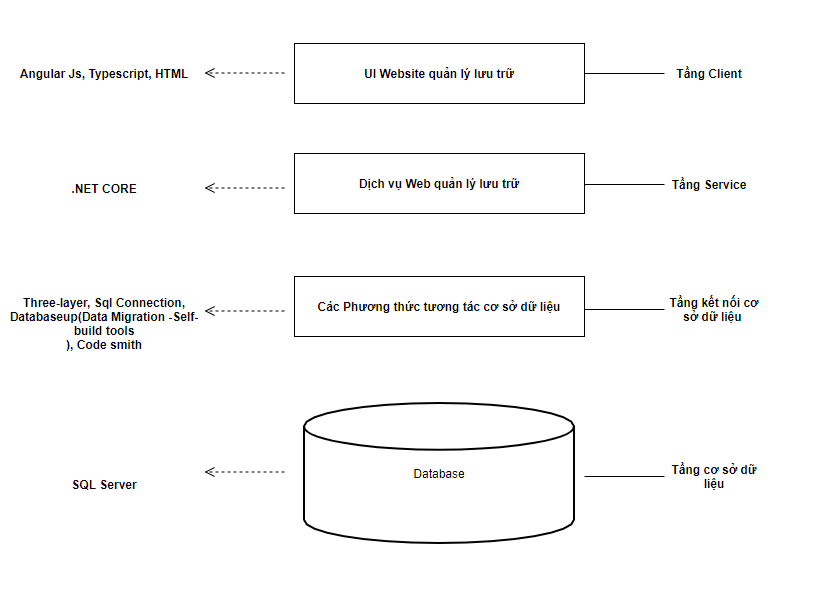 Angular Js, Typescript, HTML
UI Website quản lý lưu trữ
Tầng Client
.NET CORE
Dịch vụ Web quản lý lưu trữ
Tầng Service
Three-layer, Sql Connection,
Databaseup(Data Migration -Self-
build tools
), Code smith
Các Phương thức tương tác cơ sở dữ liệu
Tầng kết nối cơ
sở dữ liệu
SQL Server
Database
Tầng cơ sở dữ
liệu